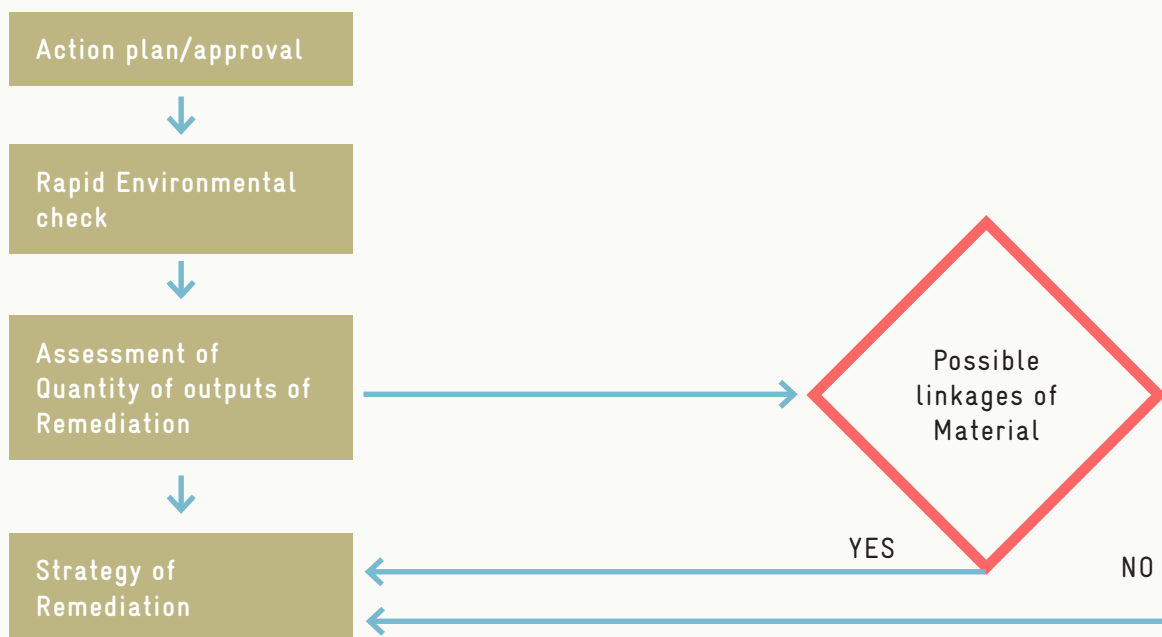 Action plan/approval
Rapid Environmental
check
Assessment of
Quantity of outputs of
Remediation
Possible
linkages of
Material
YES
NO
Strategy of
Remediation